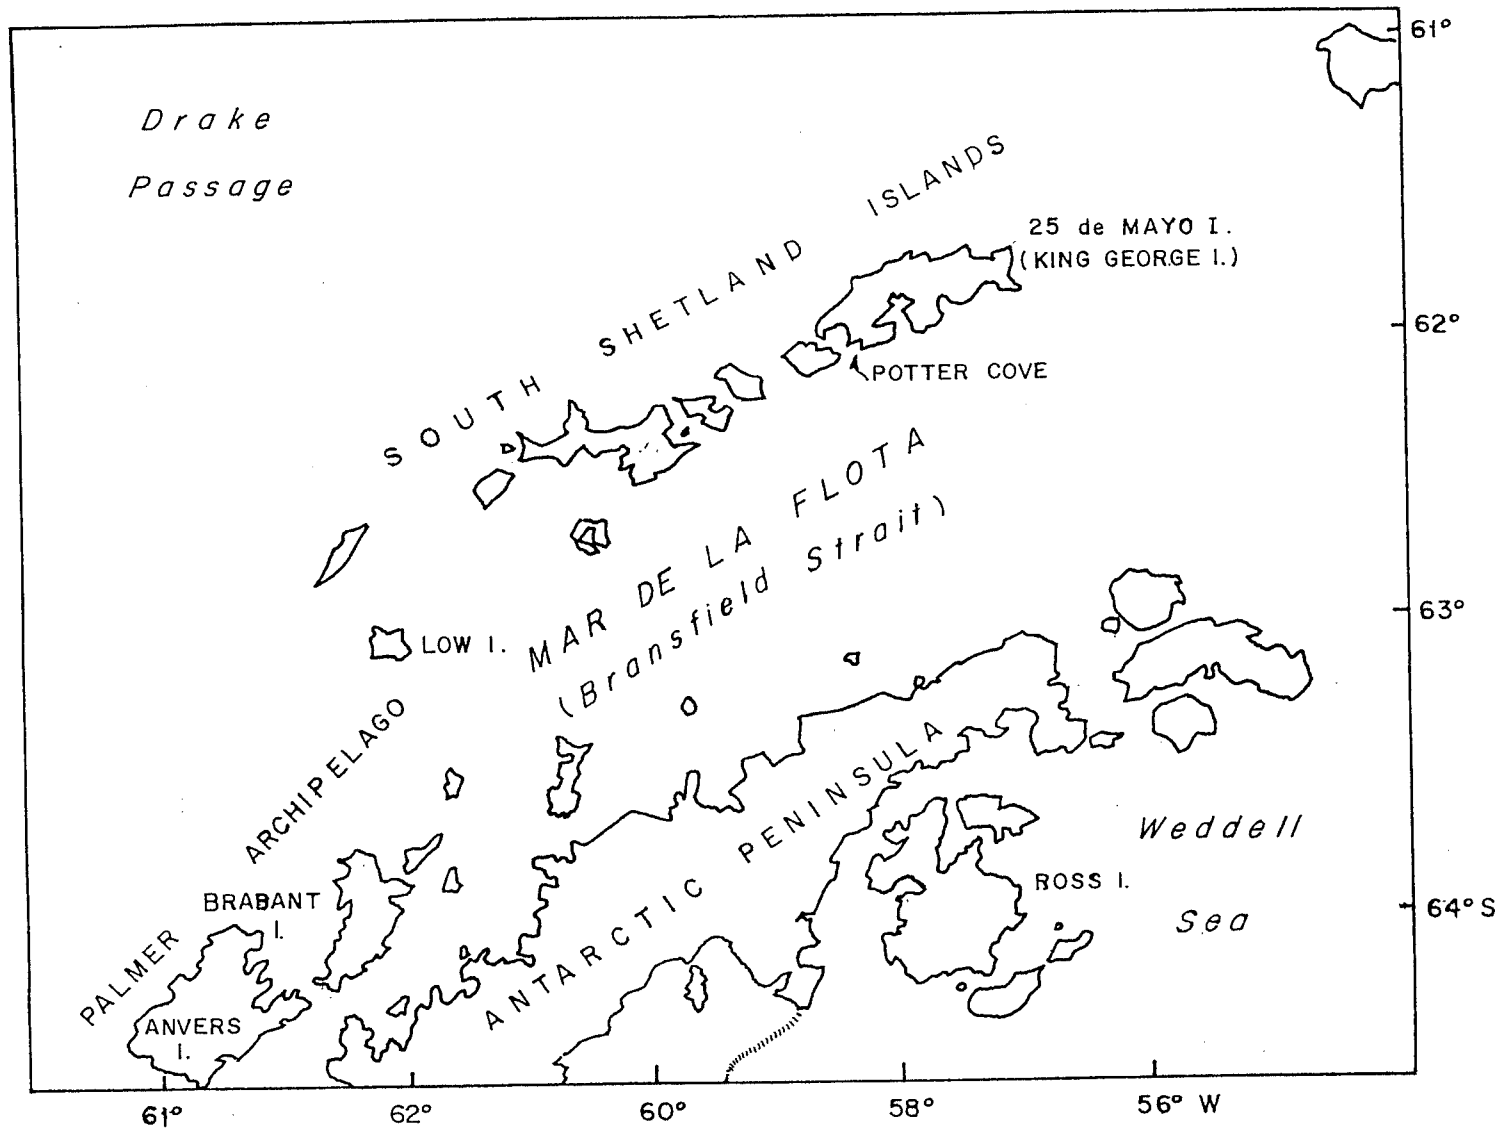 Drake
Passage
61°
SOUTH SHETLAND ISLANDS
25 de MAYO I.
(KING GEORGE I.)
62°
POTTER COVE
MAR DE LA FLOTA
(Bransfield Strait)
63°
LOW I.
PALMER ARCHIPELAGO
ANTARCTIC PENINSULA
Weddell
Sea
ROSS I.
BRABANT
I.
64° S
ANVERS
I.
61° 62° 60° 58° 56° W